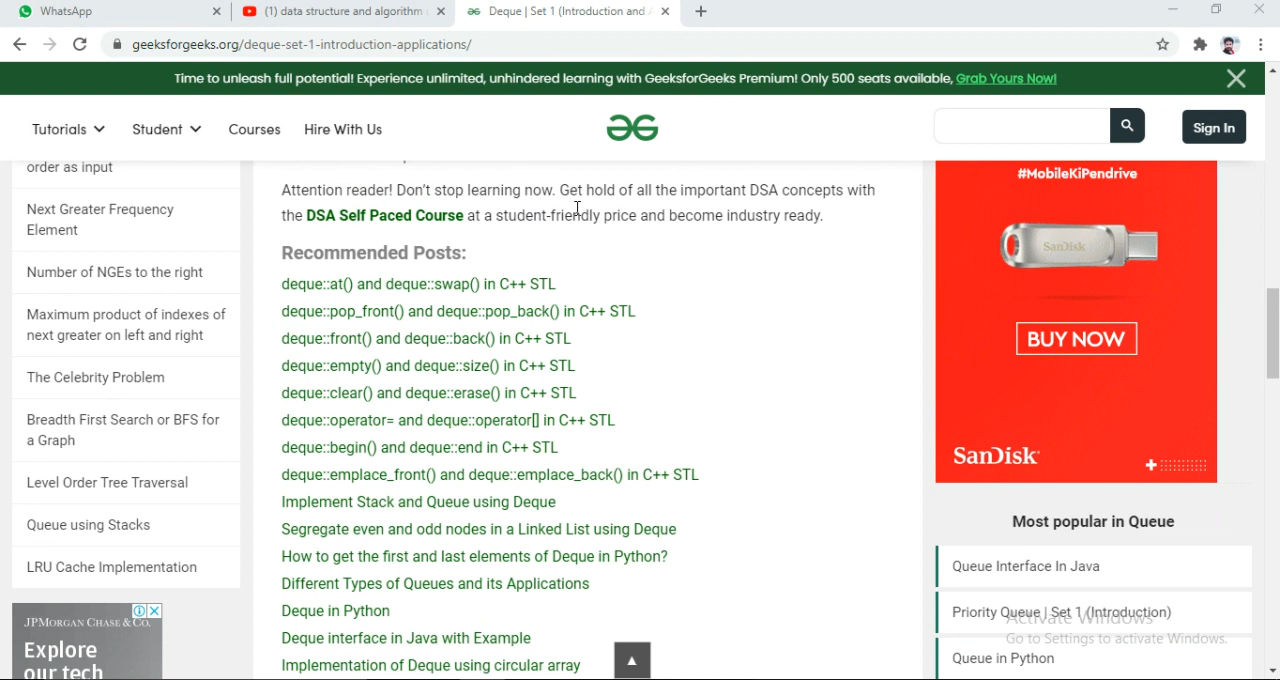 WhatsApp
(1) data structure and algorithm
Deque | Set 1 (Introduction and
geeksforgeeks.org/deque-set-1-introduction-applications/
Time to unleash full potential! Experience unlimited, unhindered learning with GeeksforGeeks Premium! Only 500 seats available, Grab Yours Now!
Tutorials
Student
Courses
Hire With Us
Sign In
order as input
Next Greater Frequency
Element
Number of NGEs to the right
Maximum product of indexes of
next greater on left and right
The Celebrity Problem
Breadth First Search or BFS for
a Graph
Level Order Tree Traversal
Queue using Stacks
LRU Cache Implementation
JPMORGAN CHASE & CO.
Explore
our tech
Attention reader! Don't stop learning now. Get hold of all the important DSA concepts with
the DSA Self Paced Course at a student-friendly price and become industry ready.
Recommended Posts:
deque::at() and deque::swap() in C++ STL
deque::pop_front() and deque::pop_back() in C++ STL
deque::front() and deque::back() in C++ STL
deque::empty() and deque::size() in C++ STL
deque::clear() and deque::erase() in C++ STL
deque::operator= and deque::operator[] in C++ STL
deque::begin() and deque::end in C++ STL
deque::emplace_front() and deque::emplace_back() in C++ STL
Implement Stack and Queue using Deque
Segregate even and odd nodes in a Linked List using Deque
How to get the first and last elements of Deque in Python?
Different Types of Queues and its Applications
Deque in Python
Deque interface in Java with Example
Implementation of Deque using circular array
#MobileKiPendrive
SanDisk
BUY NOW
SanDisk
Most popular in Queue
Queue Interface In Java
Priority Queue | Set 1 (Introduction)
Queue in Python
Activate Windows
Go to Settings to activate Windows.